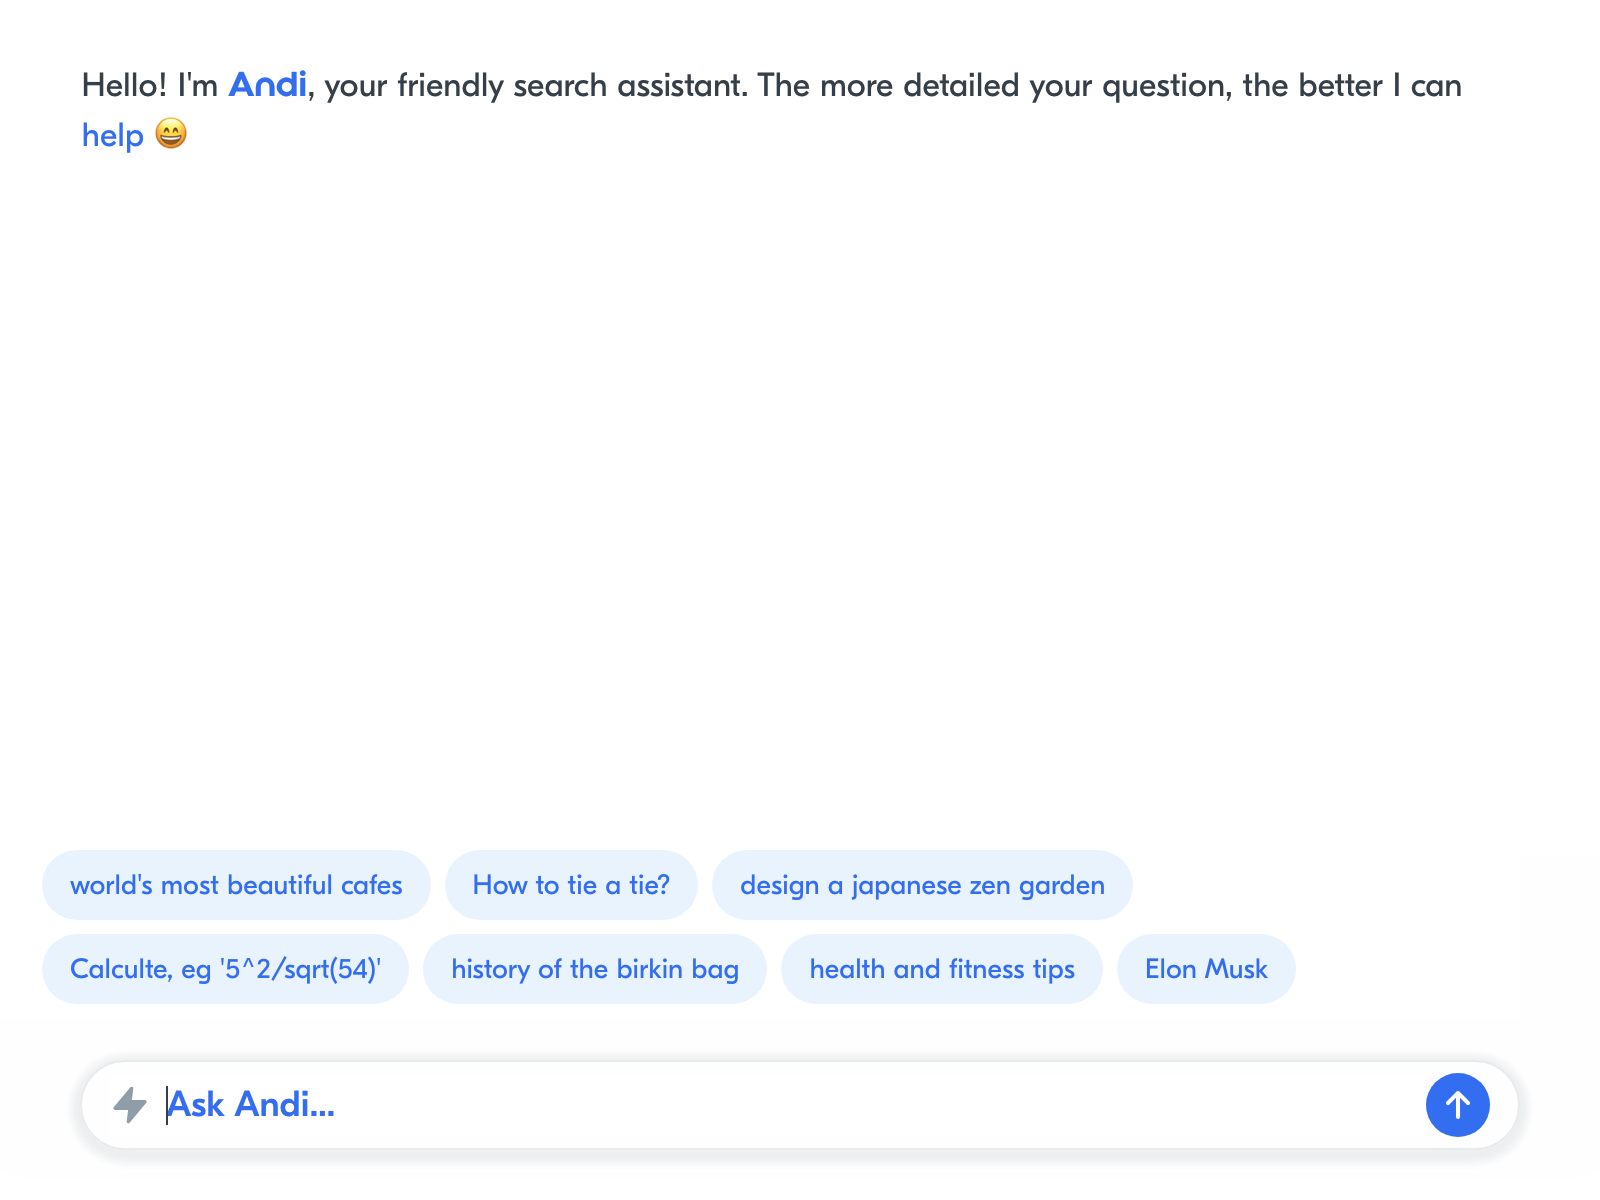 Hello! I'm Andi, your friendly search assistant. The more detailed your question, the better I can
help 😄
world's most beautiful cafes
How to tie a tie?
design a japanese zen garden
Calculte, eg '5^2/sqrt(54)'
history of the birkin bag
health and fitness tips
Elon Musk
Ask Andi...